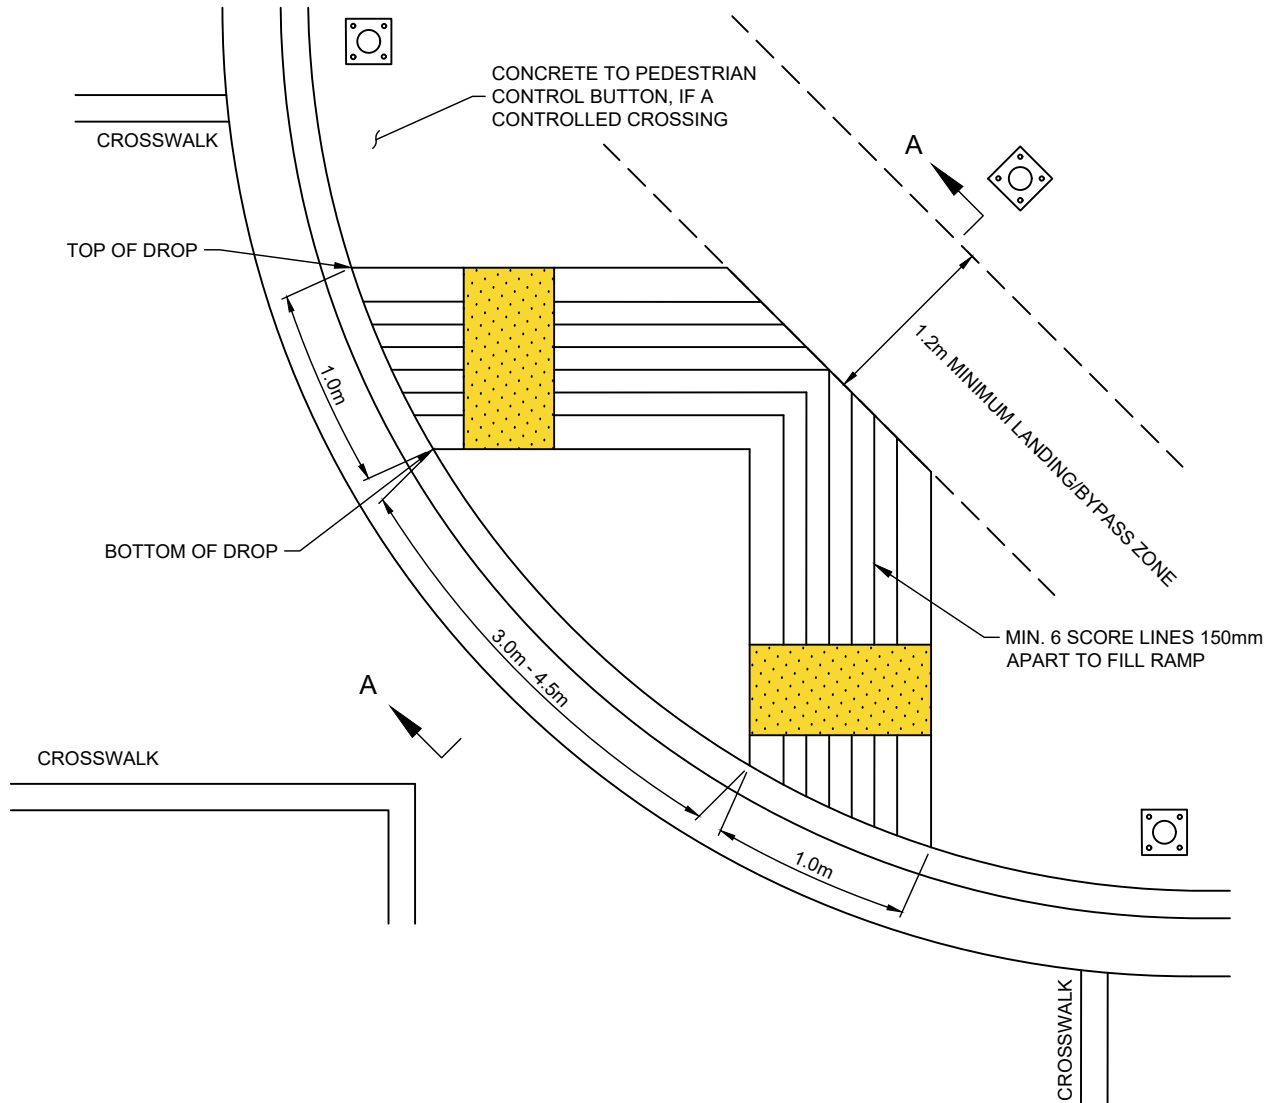 CONCRETE TO PEDESTRIAN
CONTROL BUTTON, IF A
CONTROLLED CROSSING
CROSSWALK
A
TOP OF DROP
1.0m
1.2m MINIMUM LANDING/BYPASS ZONE
BOTTOM OF DROP
3.0m - 4.5m
MIN. 6 SCORE LINES 150mm
APART TO FILL RAMP
A
CROSSWALK
1.0m
CROSSWALK